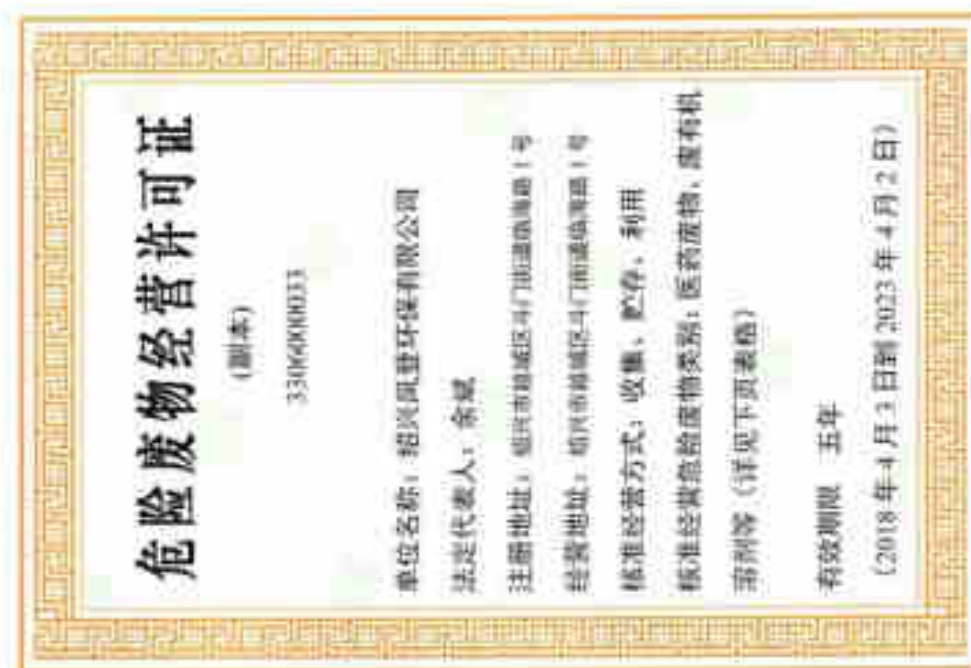 危险废物经营许可证
(副本)
3306000033
单位名称：绍兴凤登环保有限公司
法定代表人：余斌
注册地址：绍兴市越城区斗门街道临海路1号
经营地址：绍兴市越城区斗门街道临海路1号
核准经营方式：收集、贮存、利用
核准经营危险废物类别：医药废物、废有机
溶剂等（详见下页表格）
有效期限 五年
（2018年4月3日到2023年4月2日）